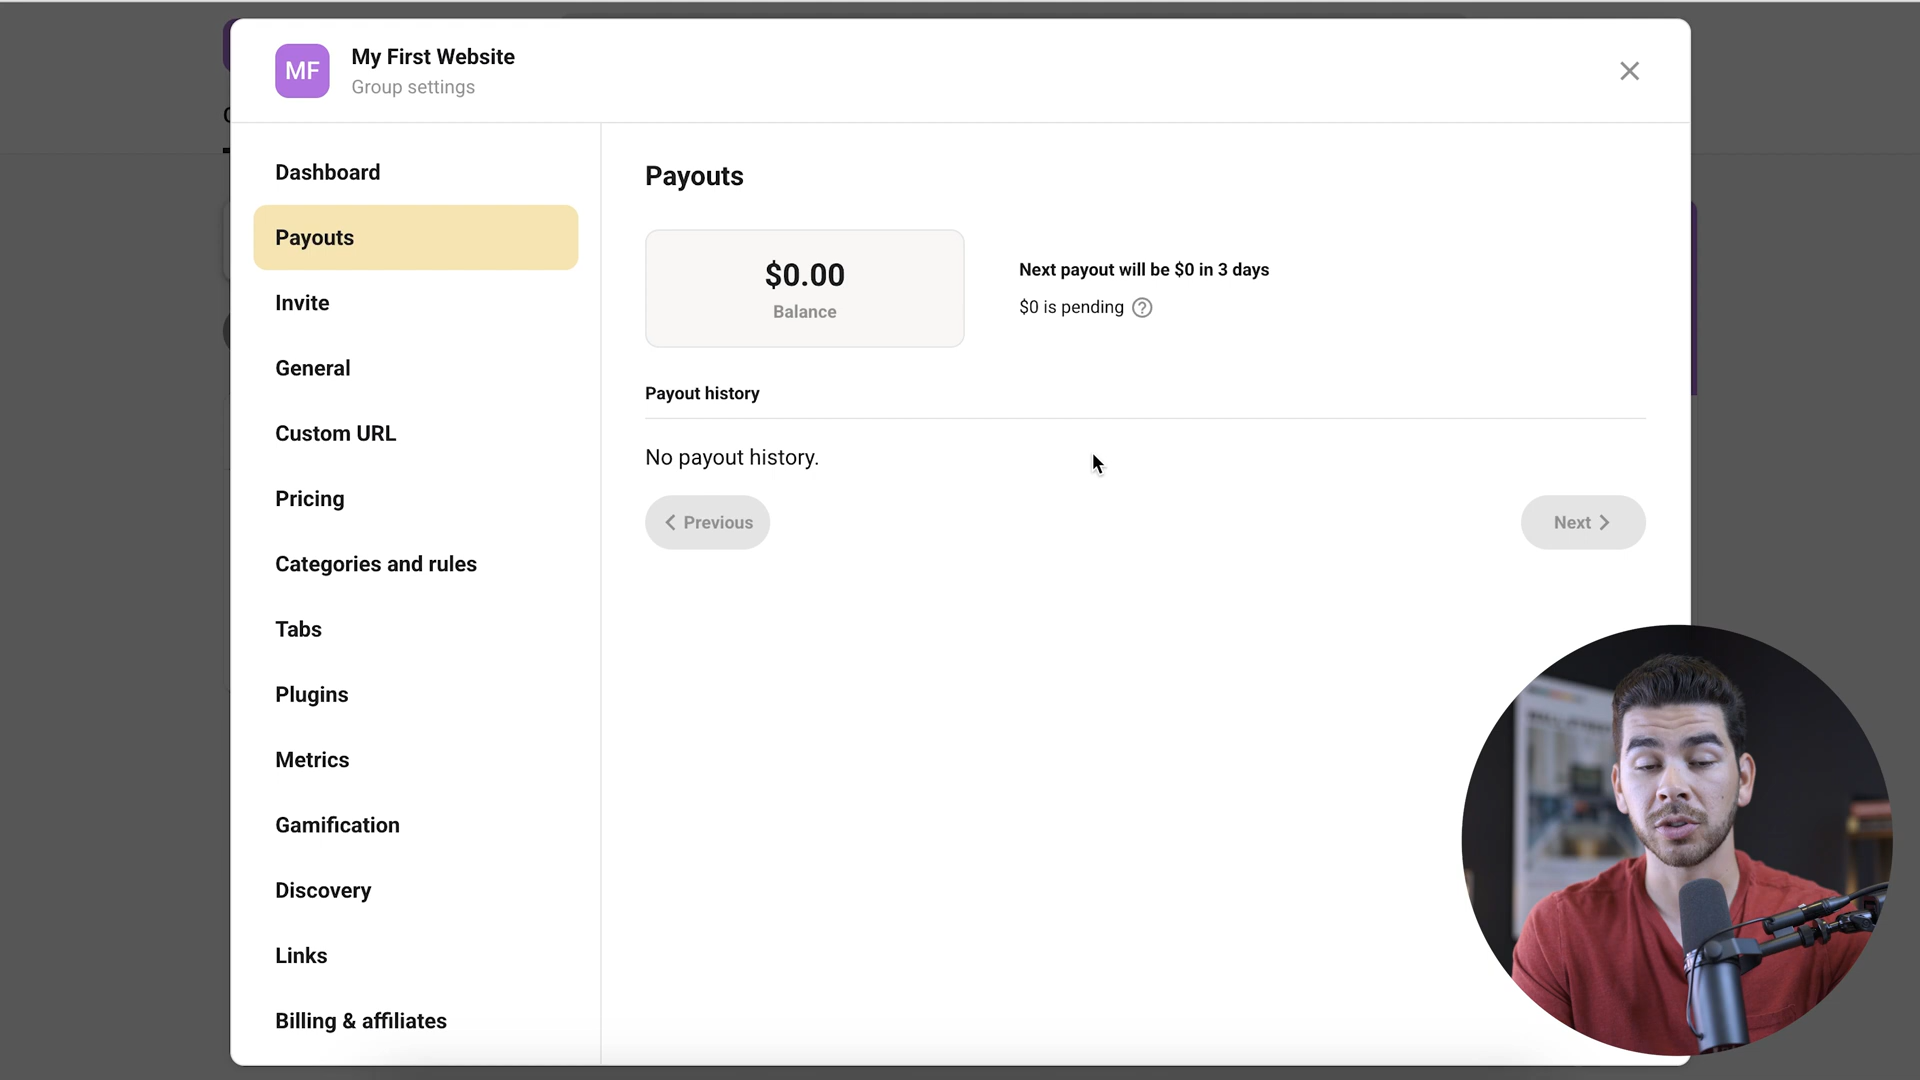 MF
My First Website
Group settings
Dashboard
Payouts
Invite
General
Custom URL
Pricing
Categories and rules
Tabs
Plugins
Metrics
Gamification
Discovery
Links
Billing & affiliates
Payouts
$0.00
Balance
Next payout will be $0 in 3 days
$0 is pending
Payout history
No payout history.
Previous
Next